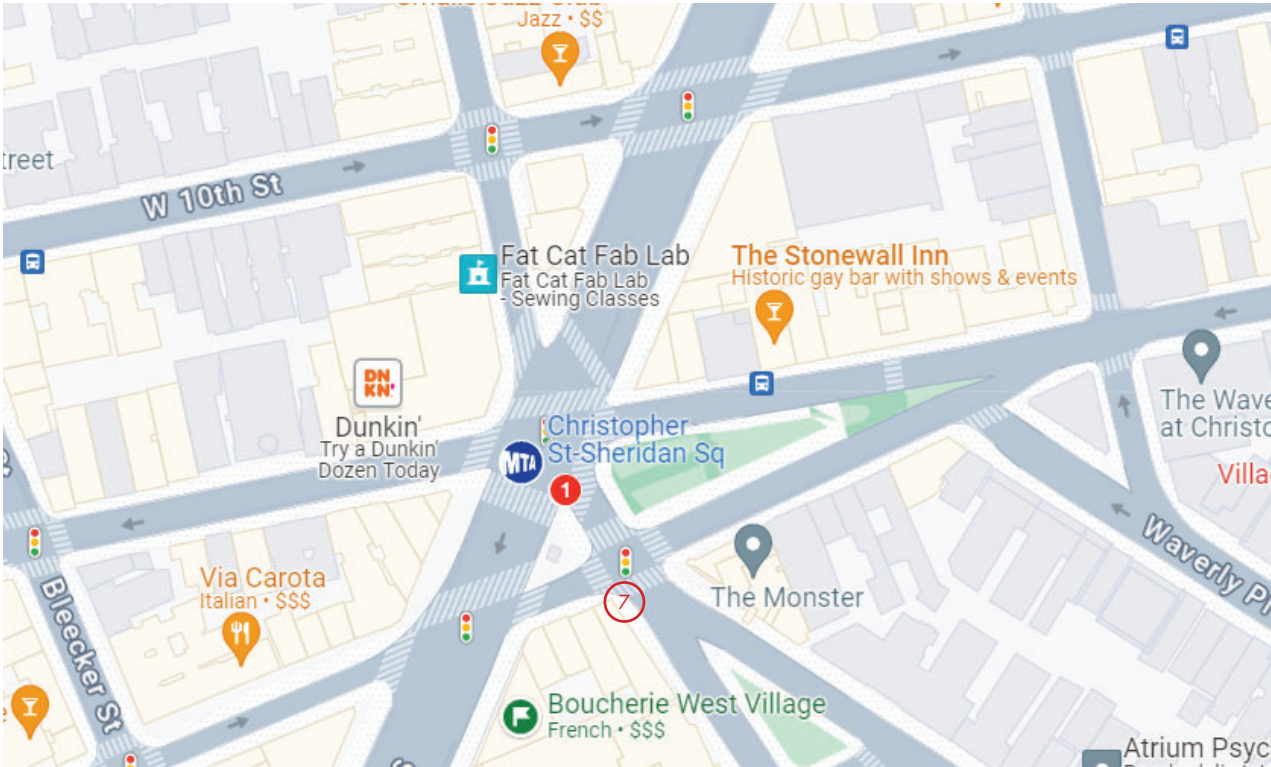 Jazz • $$
treet
W 10th St
Fat Cat Fab Lab
Fat Cat Fab Lab
- Sewing Classes
The Stonewall Inn
Historic gay bar with shows & events
DN
KN'
Dunkin'
Try a Dunkin'
Dozen Today
Christopher
St-Sheridan Sq
MTA
1
The Wave
at Christo
Villa
Waverly Pl
Via Carota
Italian • $$$
7
The Monster
Bleecker St
Boucherie West Village
French • $$$
Atrium Psyc